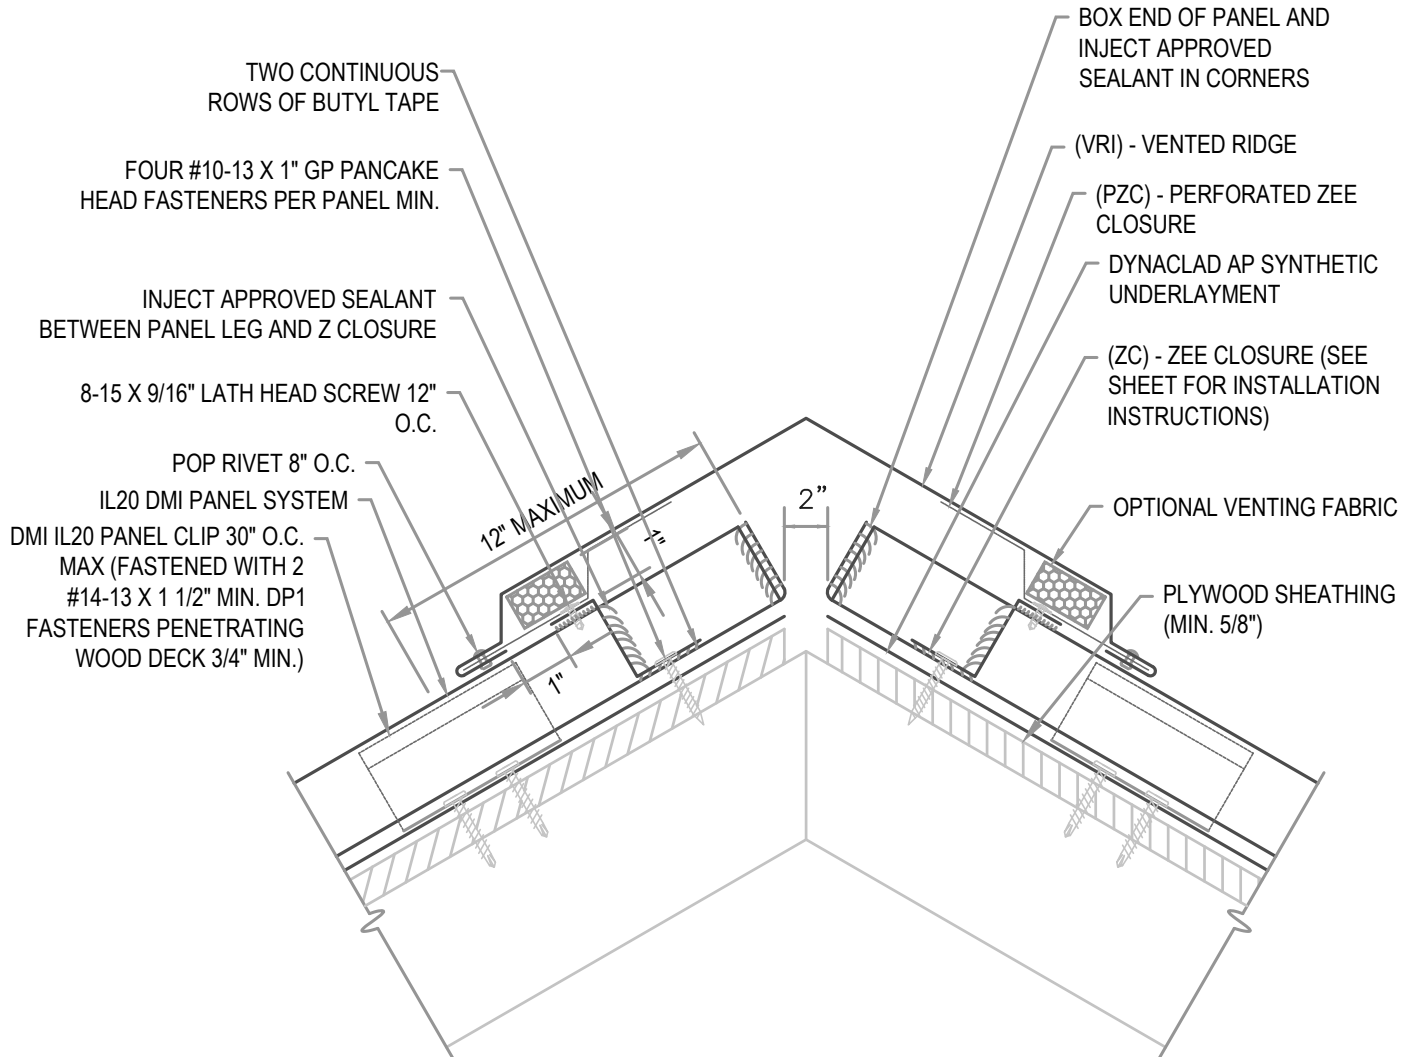 TWO CONTINUOUS
ROWS OF BUTYL TAPE
FOUR #10-13 X 1" GP PANCAKE
HEAD FASTENERS PER PANEL MIN.
INJECT APPROVED SEALANT
BETWEEN PANEL LEG AND Z CLOSURE
8-15 X 9/16" LATH HEAD SCREW 12"
O.C.
POP RIVET 8" O.C.
IL20 DMI PANEL SYSTEM
DMI IL20 PANEL CLIP 30" O.C.
MAX (FASTENED WITH 2
#14-13 X 1 1/2" MIN. DP1
FASTENERS PENETRATING
WOOD DECK 3/4" MIN.)
12" MAXIMUM
1"
1"
2”
BOX END OF PANEL AND
INJECT APPROVED
SEALANT IN CORNERS
(VRI) - VENTED RIDGE
(PZC) - PERFORATED ZEE
CLOSURE
DYNACLAD AP SYNTHETIC
UNDERLAYMENT
(ZC) - ZEE CLOSURE (SEE
SHEET FOR INSTALLATION
INSTRUCTIONS)
OPTIONAL VENTING FABRIC
PLYWOOD SHEATHING
(MIN. 5/8")